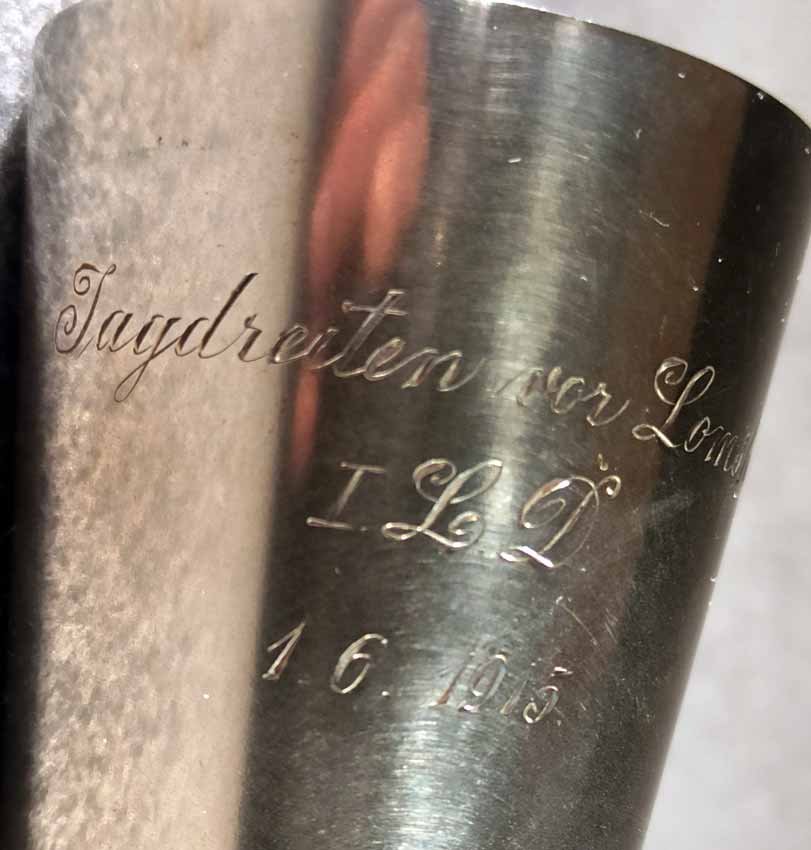 Jagdreiten vor
I. L. D.
1. 6. 1915.